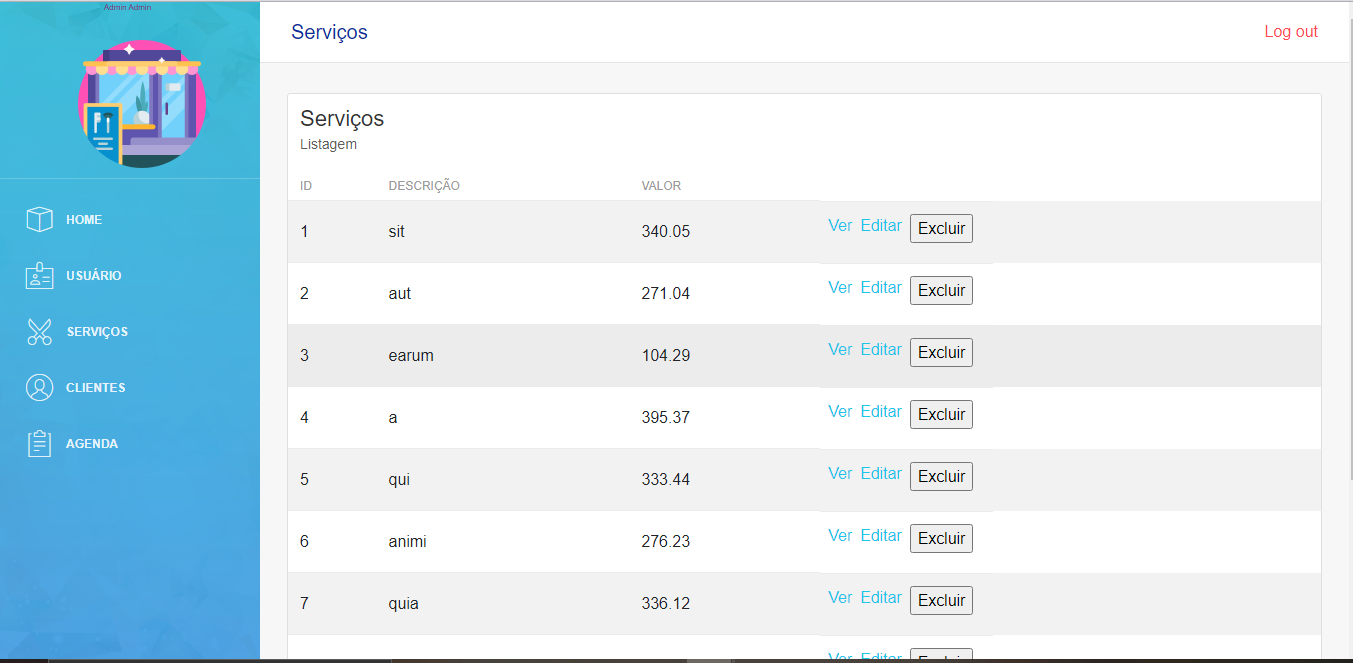 Admin Admin
HOME
USUÁRIO
SERVIÇOS
CLIENTES
AGENDA
Serviços
Log out
Serviços
Listagem
ID DESCRIÇÃO VALOR
1 sit 340.05 Ver Editar Excluir
2 aut 271.04 Ver Editar Excluir
3 earum 104.29 Ver Editar Excluir
4 a 395.37 Ver Editar Excluir
5 qui 333.44 Ver Editar Excluir
6 animi 276.23 Ver Editar Excluir
7 quia 336.12 Ver Editar Excluir
Ver Editar Excluir